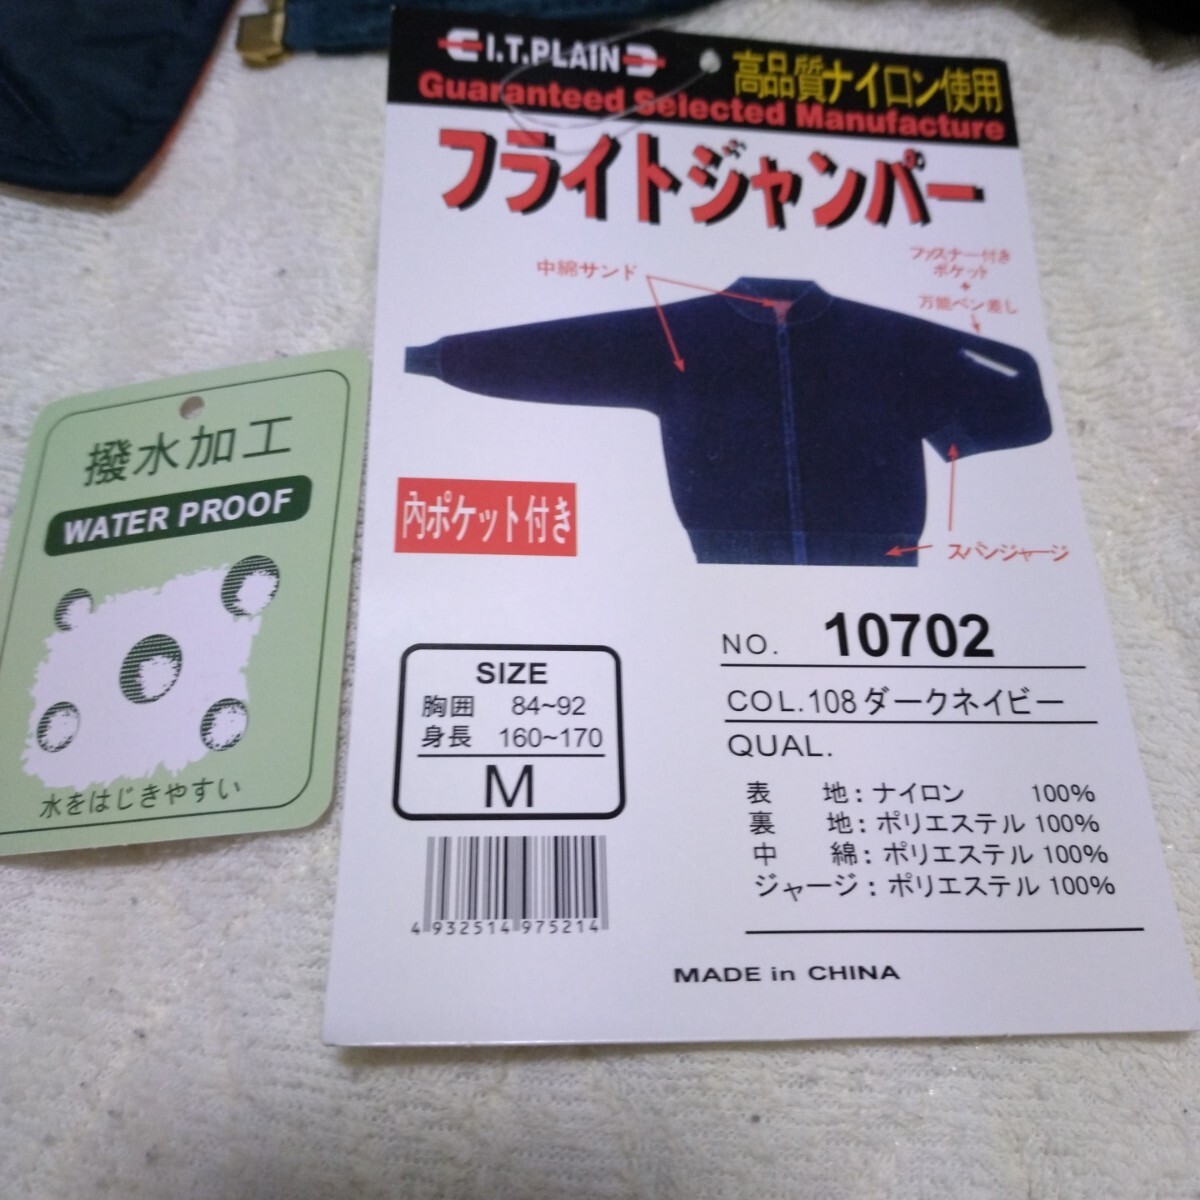 撥水加工
WATER PROOF
水をはじきやすい
I.T.PLAIN
高品質ナイロン使用
Guaranteed Selected Manufacture
フライトジャンパー
中綿サンド
ファスナー付き
ポケット
+
万能ペン差し
内ポケット付き
スパンジャージ
SIZE
胸囲 84~92
身長 160~170
M
4 932514 975214
NO. 10702
COL.108 ダークネイビー
QUAL.
表 地:ナイロン 100%
裏 地:ポリエステル 100%
中 綿:ポリエステル 100%
ジャージ:ポリエステル 100%
MADE in CHINA